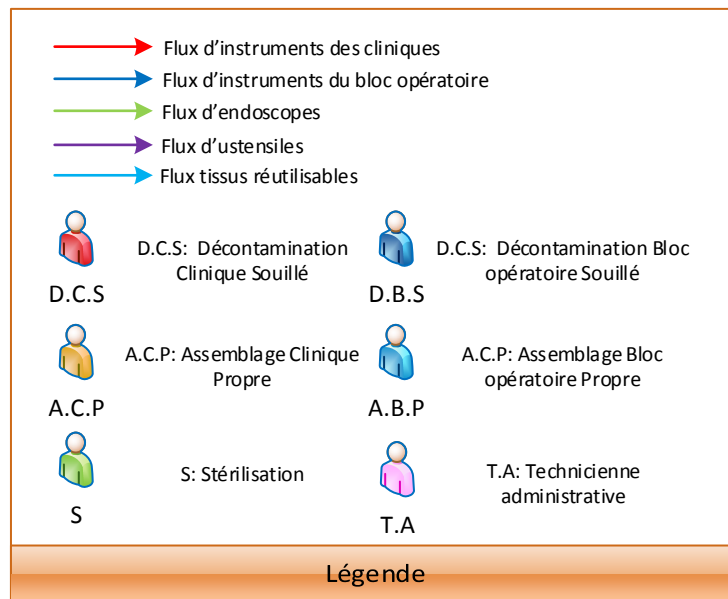 Flux d'instruments des cliniques
Flux d'instruments du bloc opératoire
Flux d'endoscopes
Flux d'ustensiles
Flux tissus réutilisables
D.C.S: Décontamination
Clinique Souillé
D.C.S
D.C.S: Décontamination Bloc
opératoire Souillé
D.B.S
A.C.P: Assemblage Clinique
Propre
A.C.P
A.C.P: Assemblage Bloc
opératoire Propre
A.B.P
S: Stérilisation
S
T.A: Technicienne
administrative
T.A
Légende